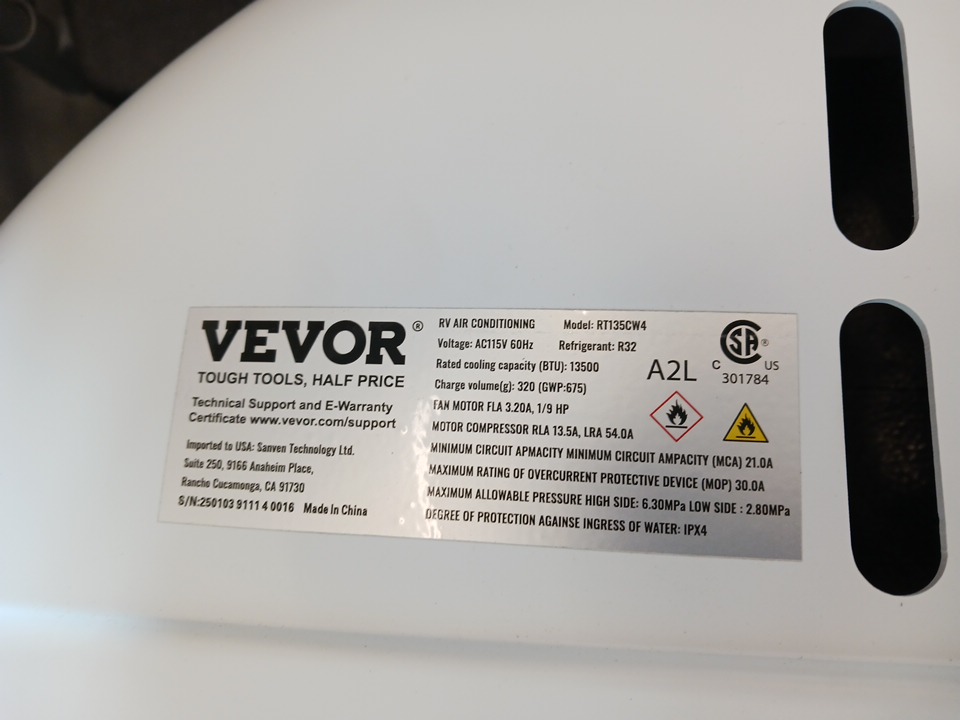 VEVOR®
TOUGH TOOLS, HALF PRICE
Technical Support and E-Warranty
Certificate www.vevor.com/support
Imported to USA: Sanven Technology Ltd.
Suite 250, 9166 Anaheim Place,
Rancho Cucamonga, CA 91730
S/N:250103 9111 4 0016 Made In China
RV AIR CONDITIONING Model: RT135CW4
Voltage: AC115V 60Hz Refrigerant: R32
Rated cooling capacity (BTU): 13500
Charge volume(g): 320 (GWP:675)
FAN MOTOR FLA 3.20A, 1/9 HP
MOTOR COMPRESSOR RLA 13.5A, LRA 54.0A
MINIMUM CIRCUIT APMACITY MINIMUM CIRCUIT AMPACITY (MCA) 21.0A
MAXIMUM RATING OF OVERCURRENT PROTECTIVE DEVICE (MOP) 30.0A
MAXIMUM ALLOWABLE PRESSURE HIGH SIDE: 6.30MPa LOW SIDE : 2.80MPa
DEGREE OF PROTECTION AGAINSE INGRESS OF WATER: IPX4
A2L
C SA® US
301784